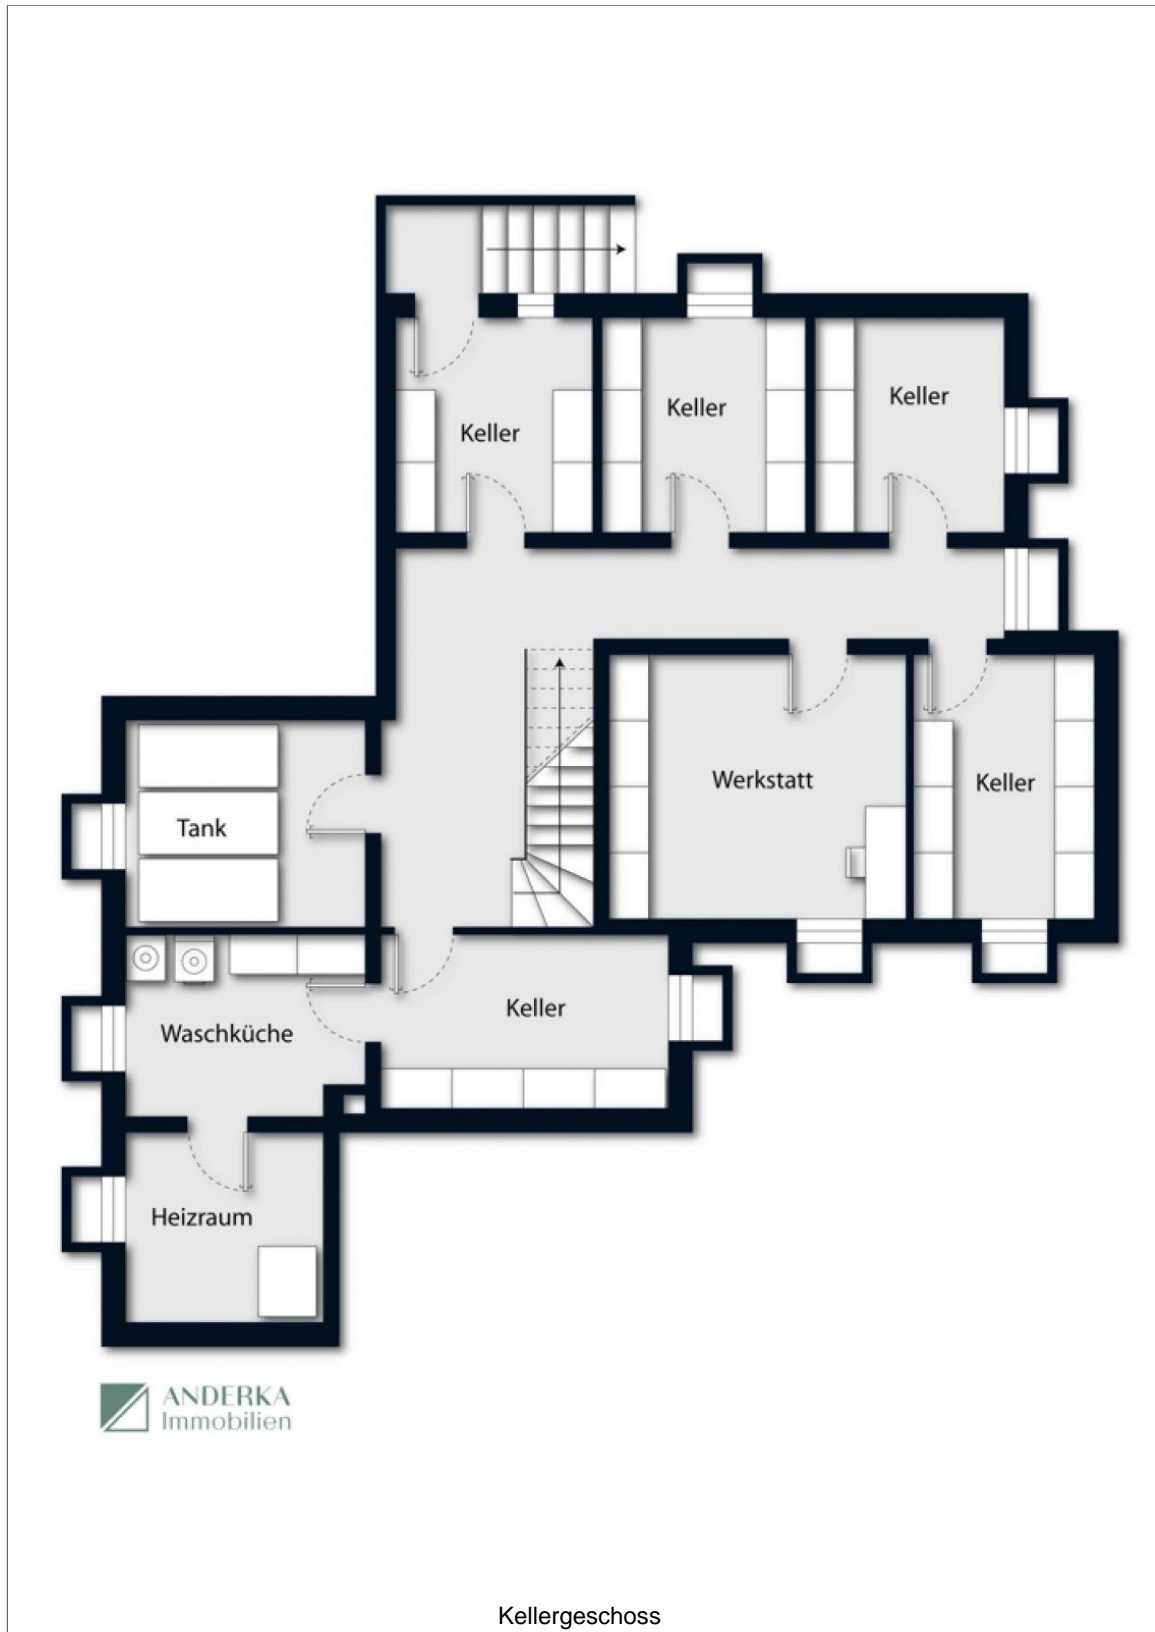 Keller
Keller
Keller
Werkstatt
Keller
Tank
Keller
Waschküche
Heizraum
ANDERKA
Immobilien
Kellergeschoss